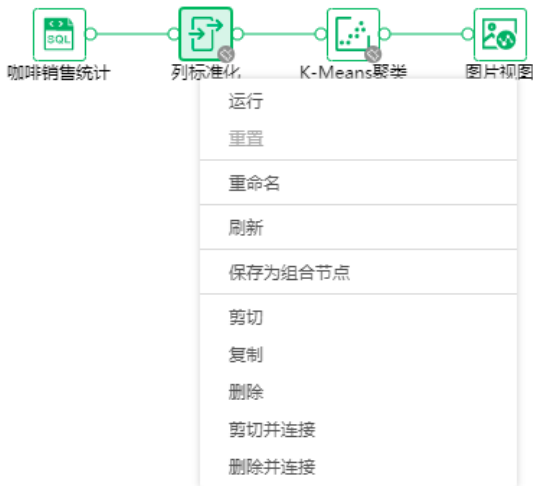 SQL
咖啡销售统计 列标准化 K-Means聚类 图片视图
运行
重置
重命名
刷新
保存为组合节点
剪切
复制
删除
剪切并连接
删除并连接